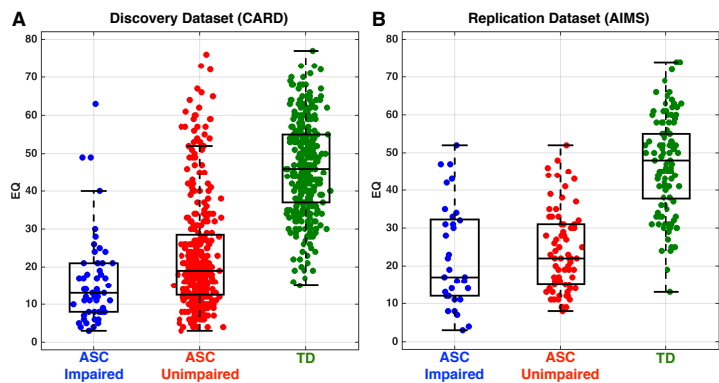 A
Discovery Dataset (CARD)
80
70
60
50
40
30
20
10
0
EQ
ASC
Impaired
ASC
Unimpaired
TD
B
Replication Dataset (AIMS)
80
70
60
50
40
30
20
10
0
EQ
ASC
Impaired
ASC
Unimpaired
TD